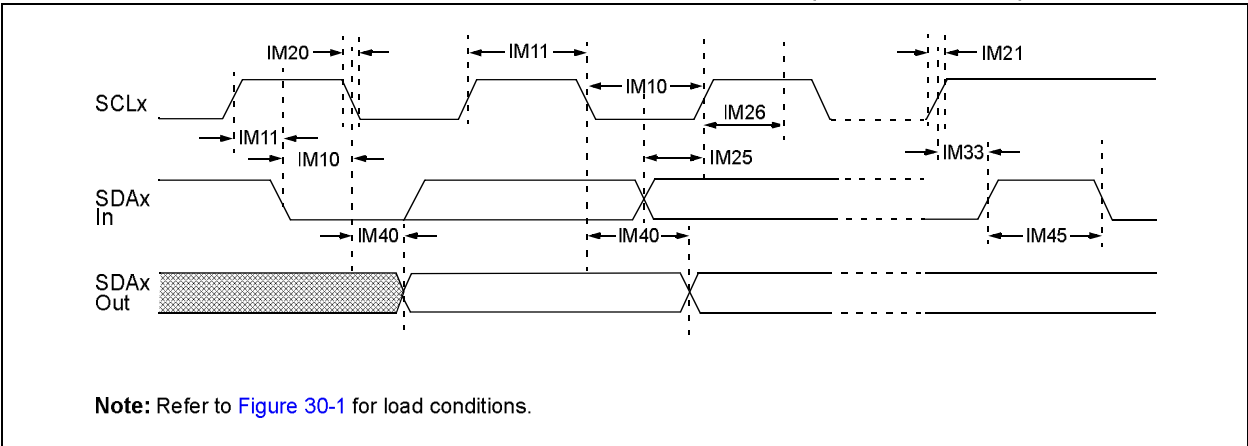 IM20
IM11
IM21
SCLx
IM10
IM26
IM11
IM10
IM25
IM33
SDAx
In
IM40
IM40
IM45
SDAx
Out
Note: Refer to Figure 30-1 for load conditions.